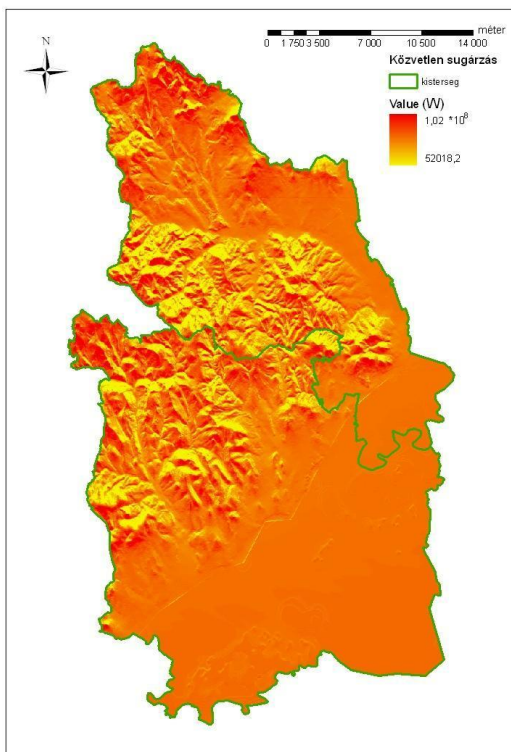 méter
0 1 750 3 500 7 000 10 500 14 000
N
Közvetlen sugárzás
kisterseg
Value (W)
1,02 *10⁸
52018,2